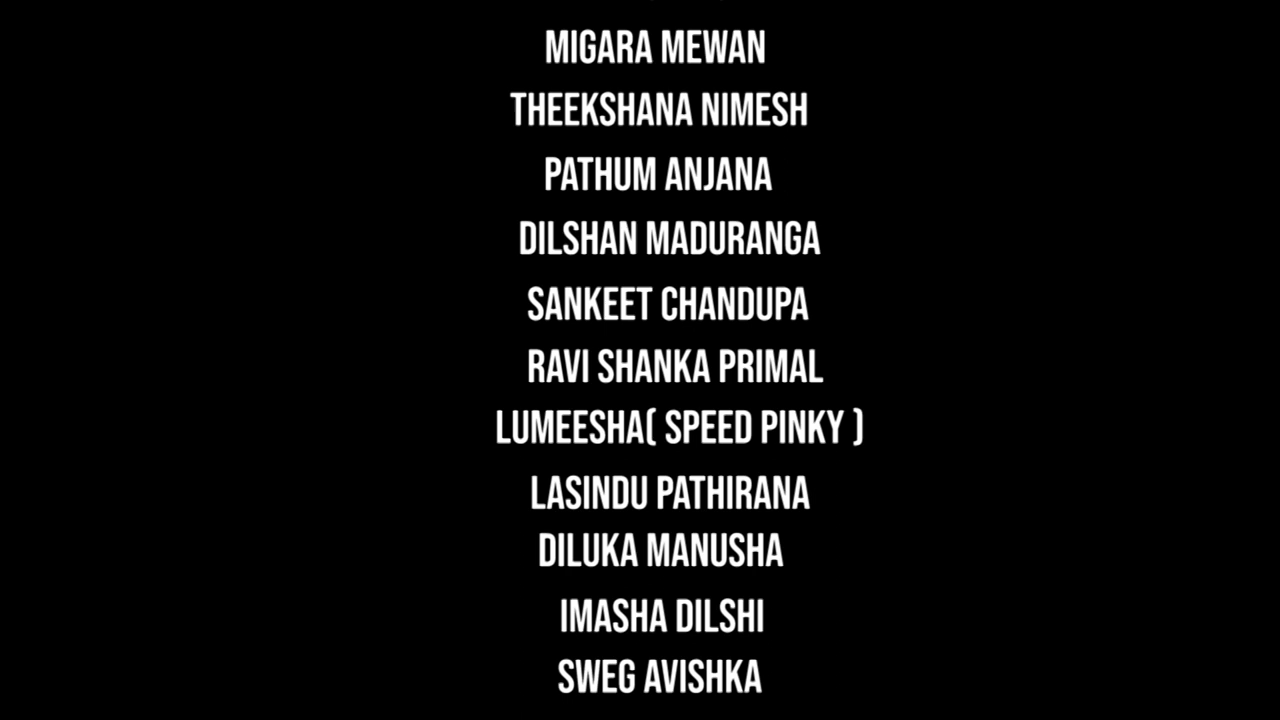 MIGARA MEWAN
THEEKSHANA NIMESH
PATHUM ANJANA
DILSHAN MADURANGA
SANKEET CHANDUPA
RAVI SHANKA PRIMAL
LUMEESHA( SPEED PINKY )
LASINDU PATHIRANA
DILUKA MANUSHA
IMASHA DILSHI
SWEG AVISHKA